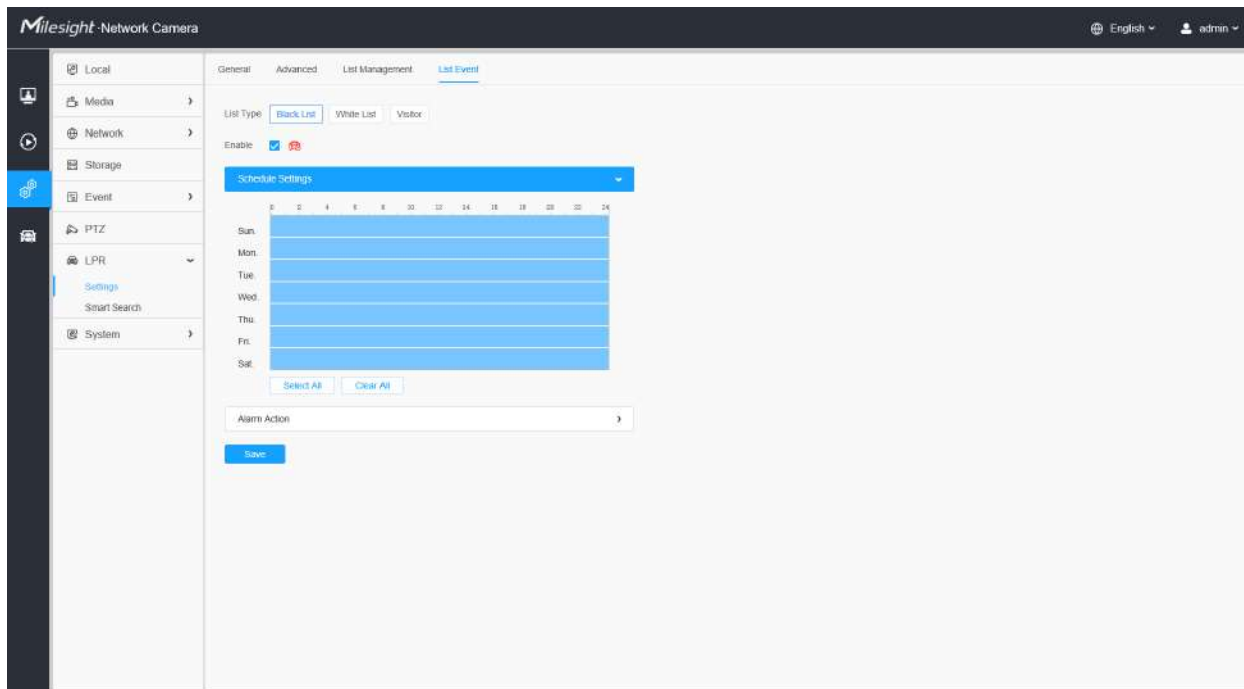 Milesight · Network Camera
English
admin
Local
Media
Network
Storage
Event
PTZ
LPR
Settings
Smart Search
System
General Advanced List Management List Event
List Type Black List White List Visitor
Enable
Schedule Settings
0 2 4 6 8 10 12 14 16 18 20 22 24
Sun.
Mon.
Tue.
Wed.
Thu.
Fri.
Sat.
Select All Clear All
Alarm Action
Save